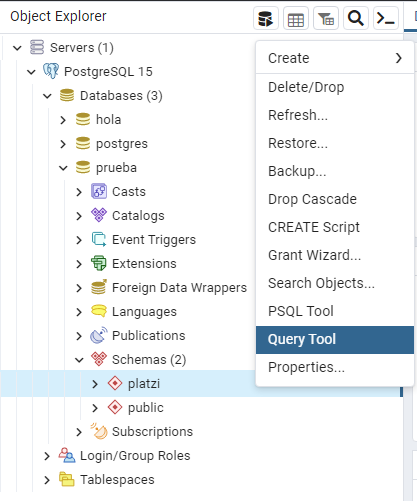 Object Explorer
Servers (1)
PostgreSQL 15
Databases (3)
hola
postgres
prueba
Casts
Catalogs
Event Triggers
Extensions
Foreign Data Wrappers
Languages
Publications
Schemas (2)
platzi
public
Subscriptions
Login/Group Roles
Tablespaces
Create
Delete/Drop
Refresh...
Restore...
Backup...
Drop Cascade
CREATE Script
Grant Wizard...
Search Objects...
PSQL Tool
Query Tool
Properties...